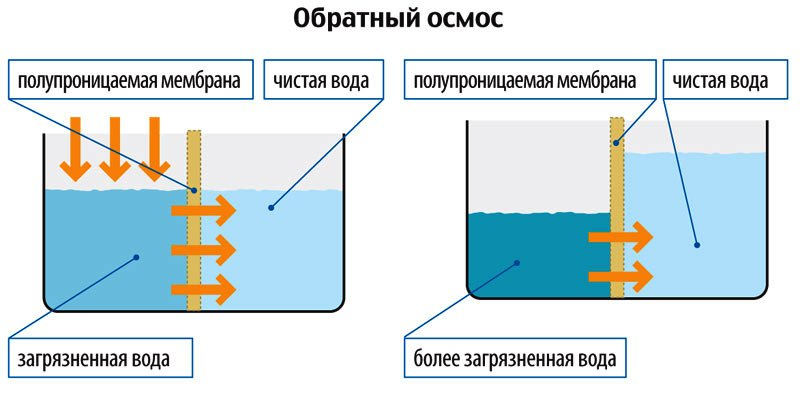 Обратный осмос
полупроницаемая мембрана
чистая вода
полупроницаемая мембрана
чистая вода
загрязненная вода
более загрязненная вода